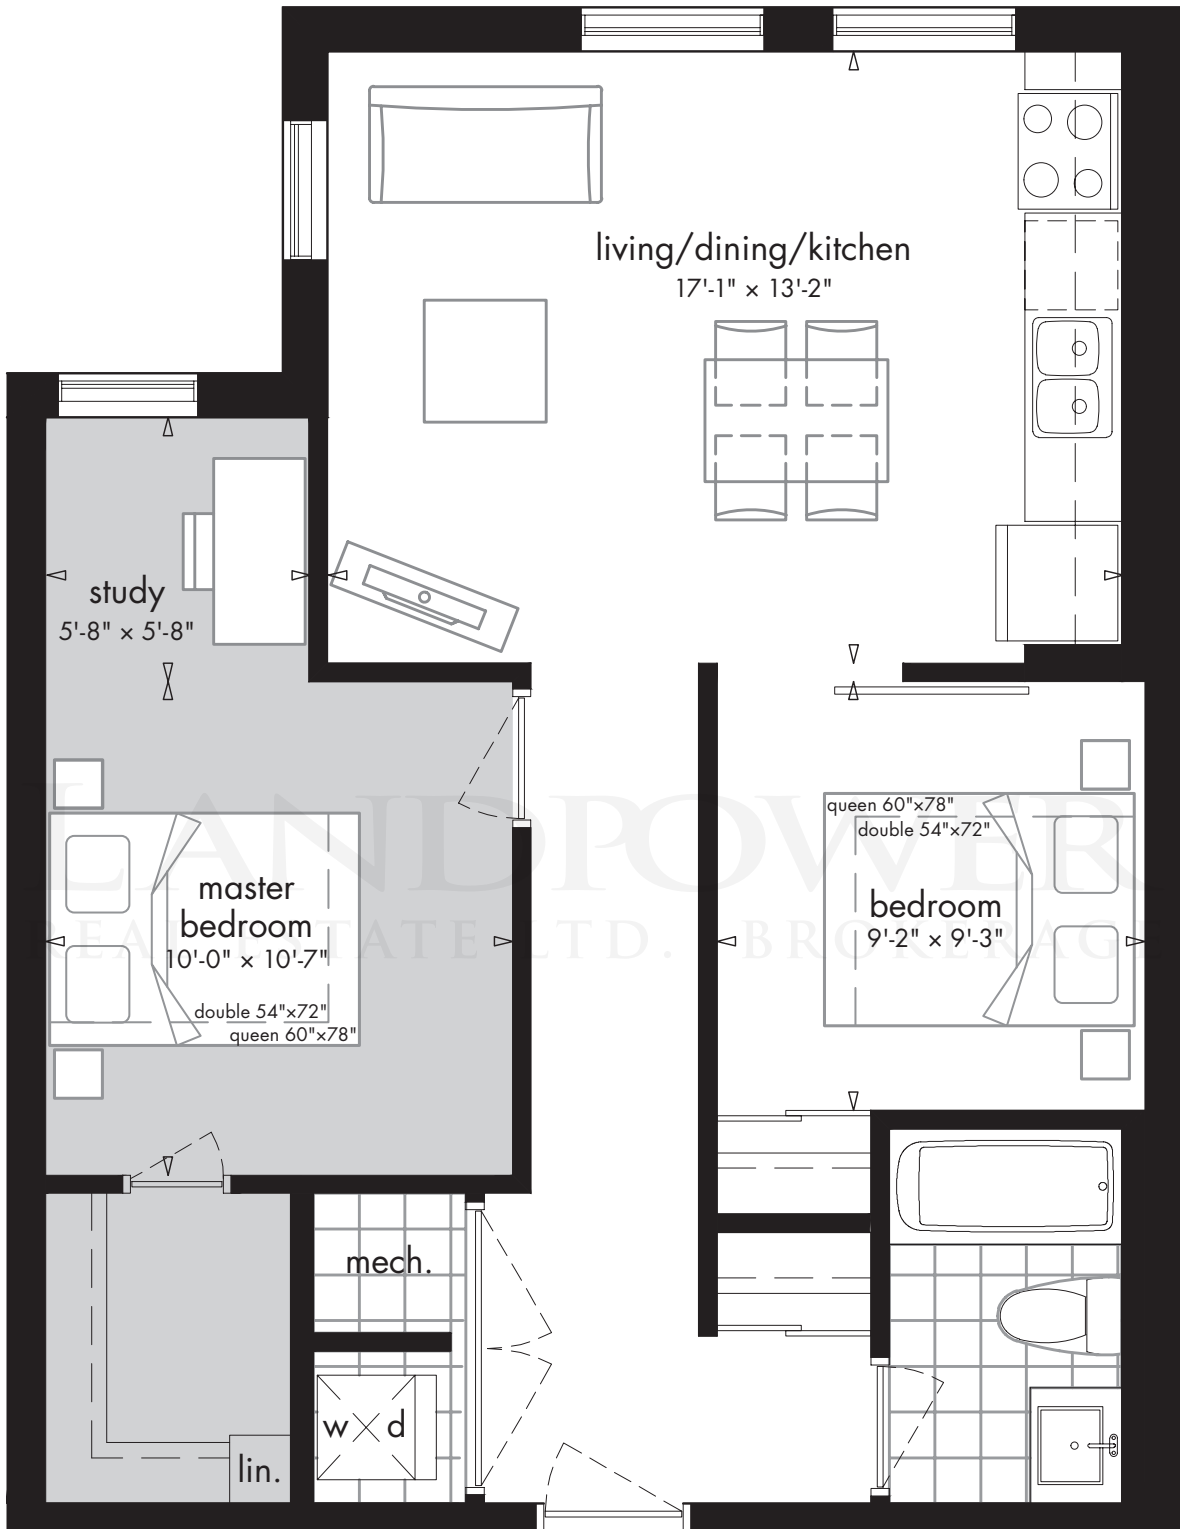 living/dining/kitchen
17'-1" × 13'-2"
study
5'-8" × 5'-8"
LANDPOWER
REAL ESTATE LTD. BROKERAGE
queen 60"×78"
double 54"×72"
master
bedroom
10'-0" × 10'-7"
double 54"×72"
queen 60"×78"
bedroom
9'-2" × 9'-3"
mech.
w d
lin.